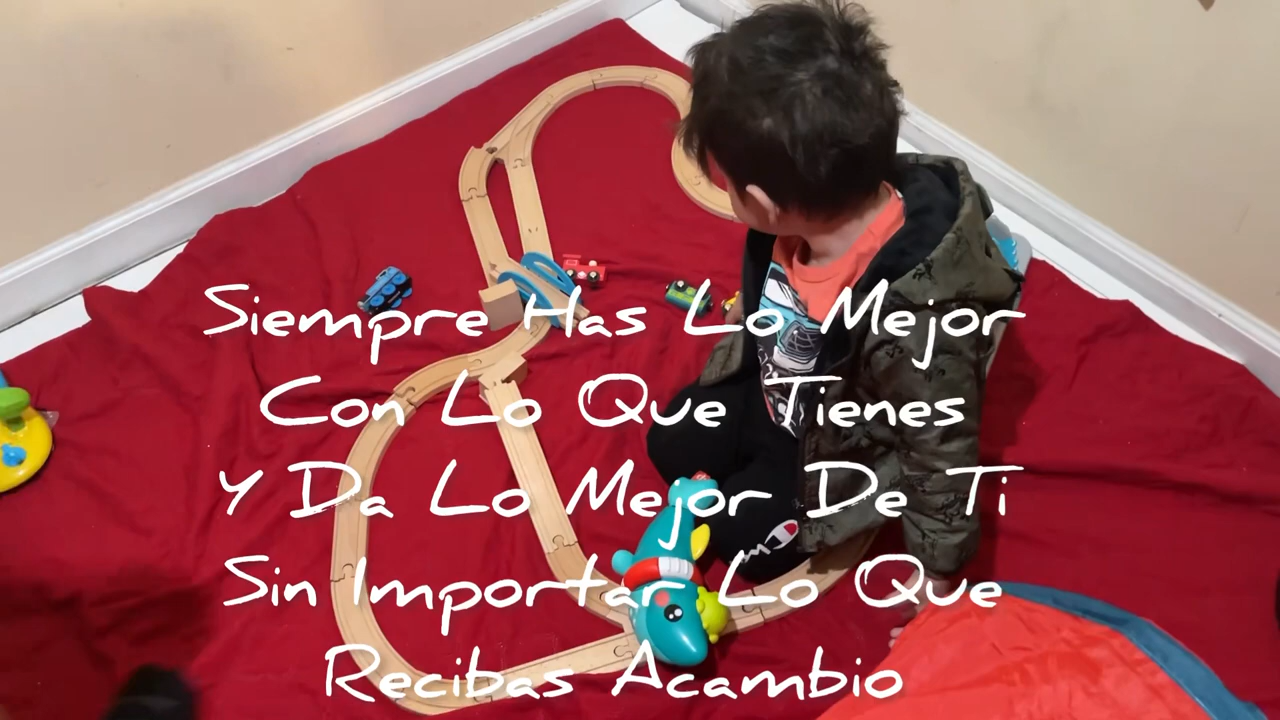 Siempre Has Lo Mejor
Con Lo Que Tienes
Y Da Lo Mejor De Ti
Sin Importar Lo Que
Recibas Acambio